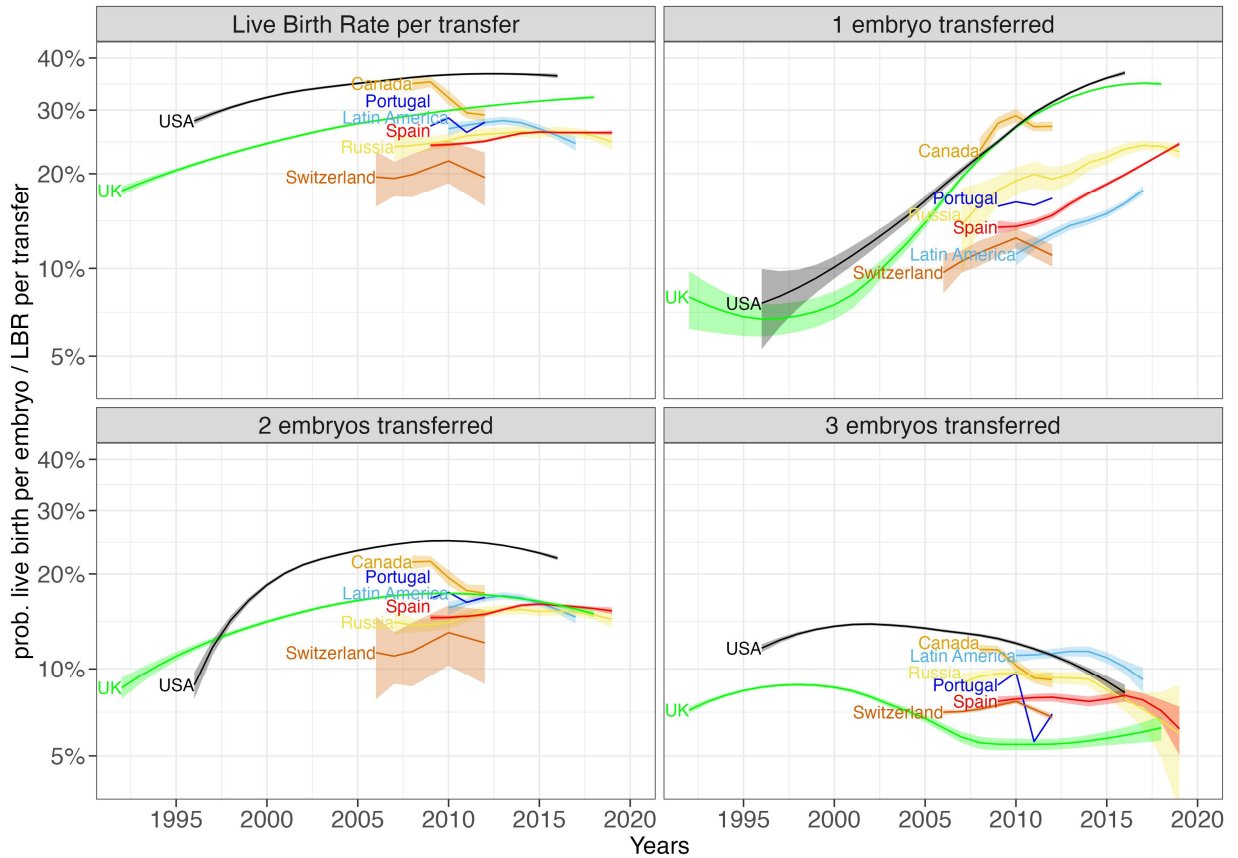 Live Birth Rate per transfer
1 embryo transferred
40%
30%
20%
10%
5%
USA
UK
Canada
Portugal
Latin America
Spain
Russia
Switzerland
Canada
Portugal
Russia
Spain
Latin America
Switzerland
UK
USA
2 embryos transferred
3 embryos transferred
40%
30%
20%
10%
5%
Canada
Portugal
Latin America
Spain
Russia
Switzerland
UK
USA
USA
Canada
Latin America
Russia
Portugal
Spain
Switzerland
UK
1995 2000 2005 2010 2015 2020
1995 2000 2005 2010 2015 2020
Years
prob. live birth per embryo / LBR per transfer